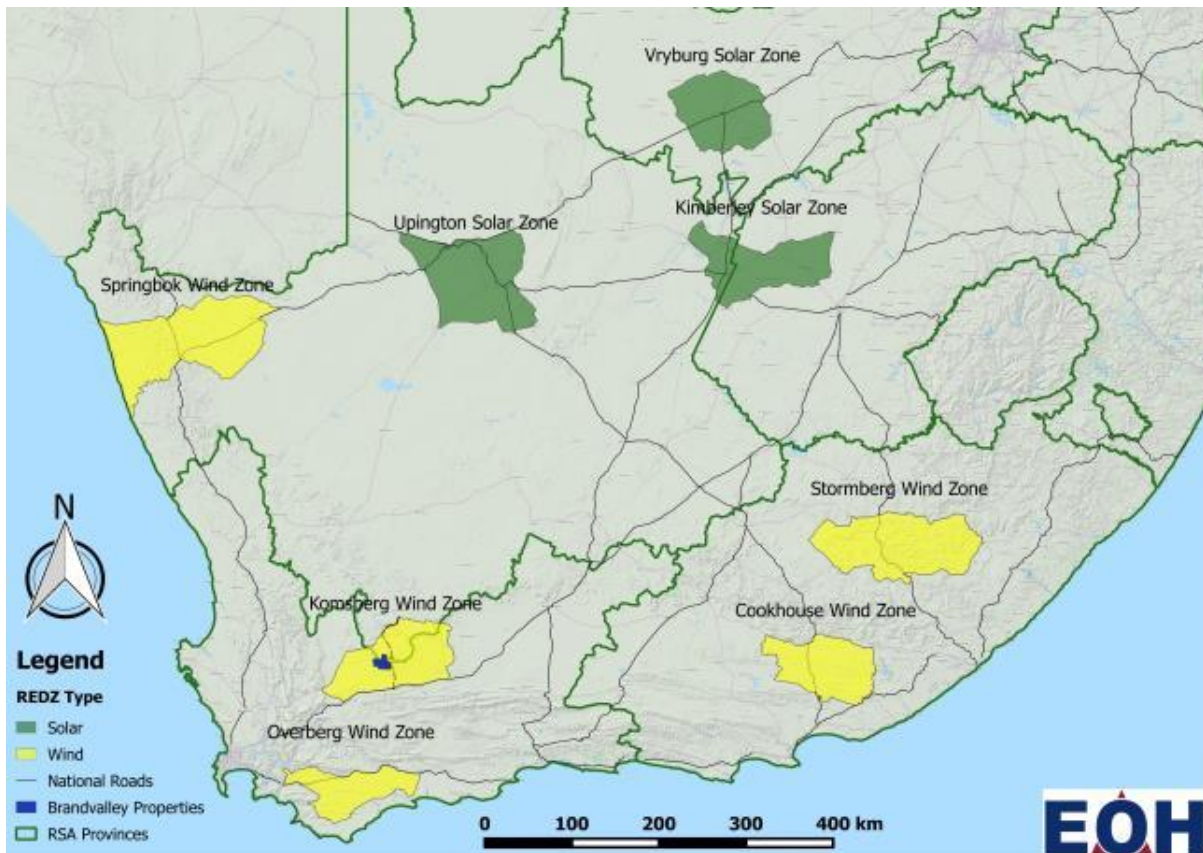 Vryburg Solar Zone
Kimberley Solar Zone
Upington Solar Zone
Springbok Wind Zone
Stormberg Wind Zone
Cookhouse Wind Zone
Komsberg Wind Zone
Overberg Wind Zone
N
Legend
REDZ Type
Solar
Wind
National Roads
Brandvalley Properties
RSA Provinces
0 100 200 300 400 km
EOH